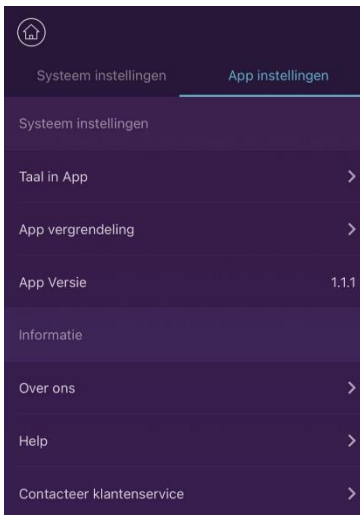 Systeem instellingen App instellingen
Systeem instellingen
Taal in App
App vergrendeling
App Versie 1.1.1
Informatie
Over ons
Help
Contacteer klantenservice